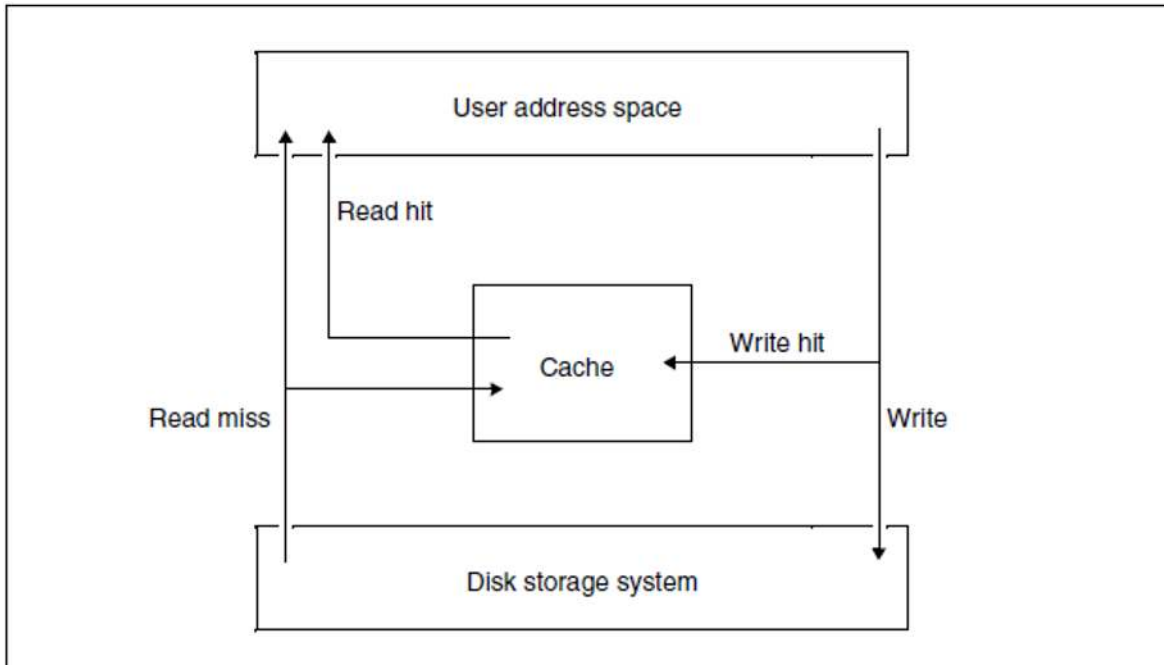 User address space
Read hit
Write hit
Cache
Read miss
Write
Disk storage system